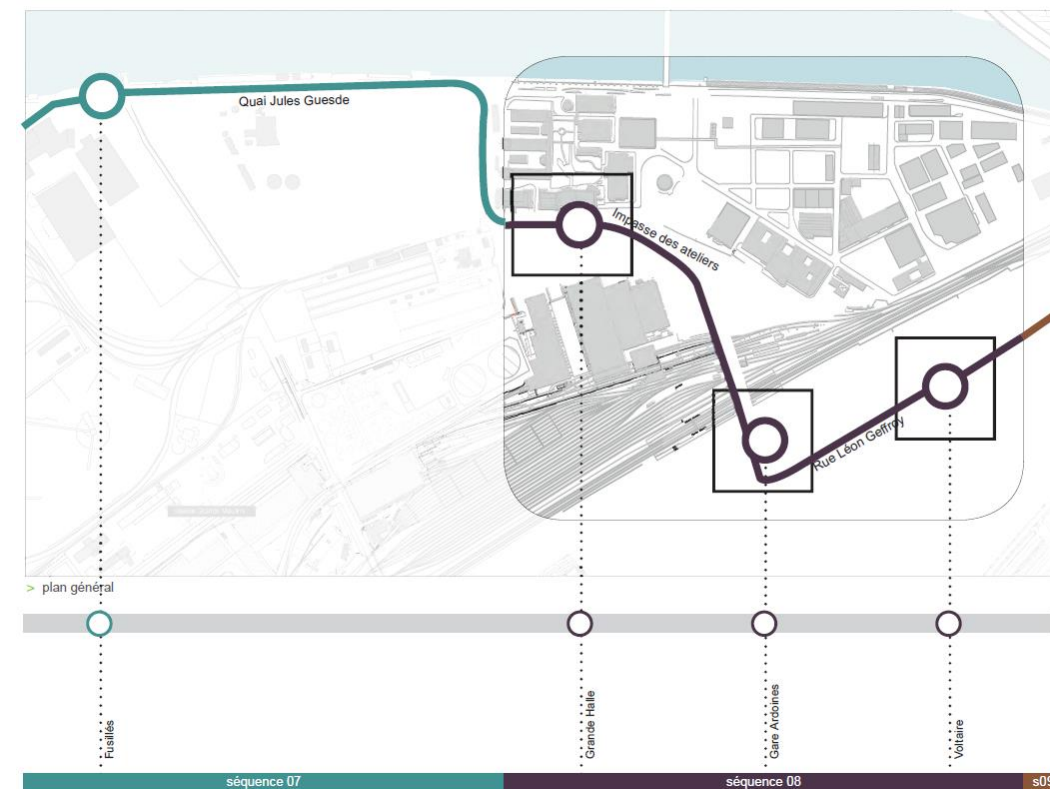 Quai Jules Guesde
Impasse des ateliers
Rue Léon Geffroy
> plan général
Fusillés
Grande Halle
Gare Ardoines
Voltaire
séquence 07
séquence 08
s09